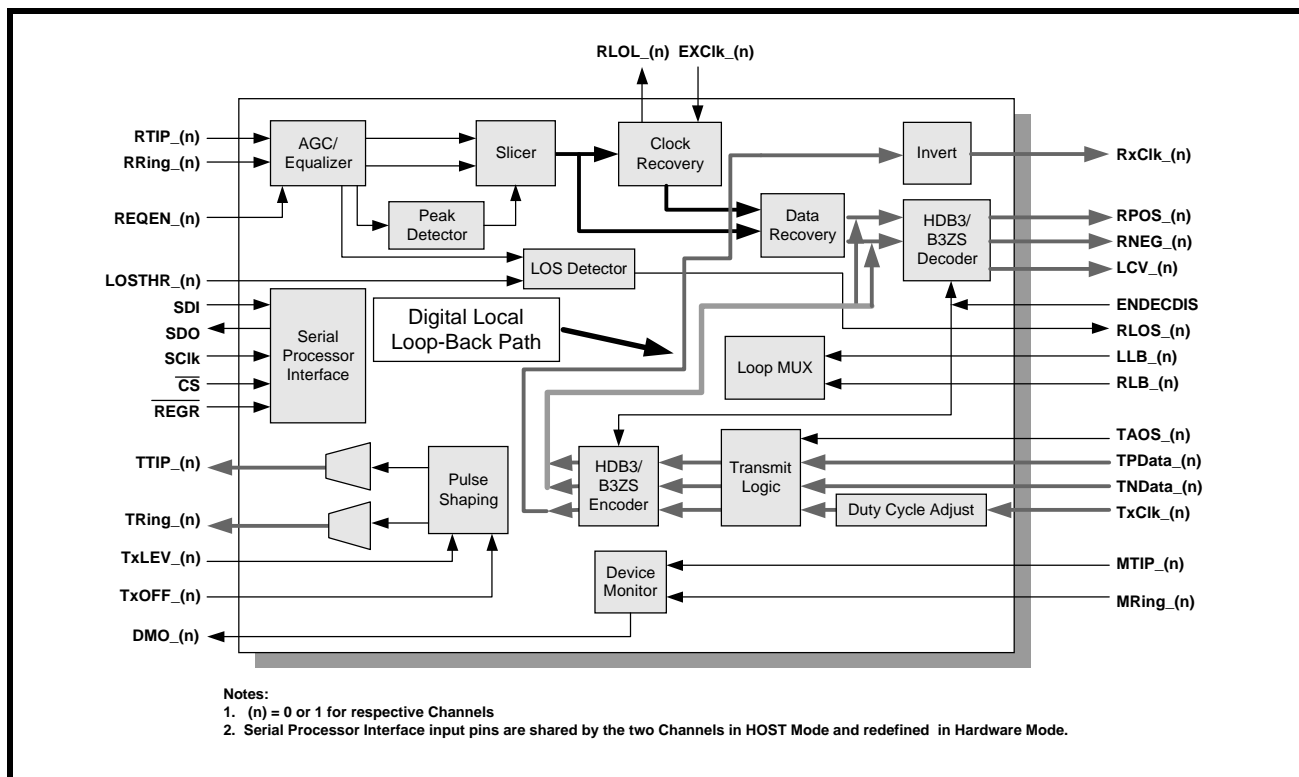 RLOL_(n) EXClk_(n)
RTIP_(n)
RRing_(n)
REQEN_(n)
LOSTHR_(n)
SDI
SDO
SClk
CS
REGR
TTIP_(n)
TRing_(n)
TxLEV_(n)
TxOFF_(n)
DMO_(n)
AGC/
Equalizer
Slicer
Clock
Recovery
Invert
Peak
Detector
Data
Recovery
HDB3/
B3ZS
Decoder
LOS Detector
Serial
Processor
Interface
Digital Local
Loop-Back Path
Loop MUX
Pulse
Shaping
HDB3/
B3ZS
Encoder
Transmit
Logic
Duty Cycle Adjust
Device
Monitor
RxClk_(n)
RPOS_(n)
RNEG_(n)
LCV_(n)
ENDECDIS
RLOS_(n)
LLB_(n)
RLB_(n)
TAOS_(n)
TPData_(n)
TNData_(n)
TxClk_(n)
MTIP_(n)
MRing_(n)
Notes:
1. (n) = 0 or 1 for respective Channels
2. Serial Processor Interface input pins are shared by the two Channels in HOST Mode and redefined in Hardware Mode.